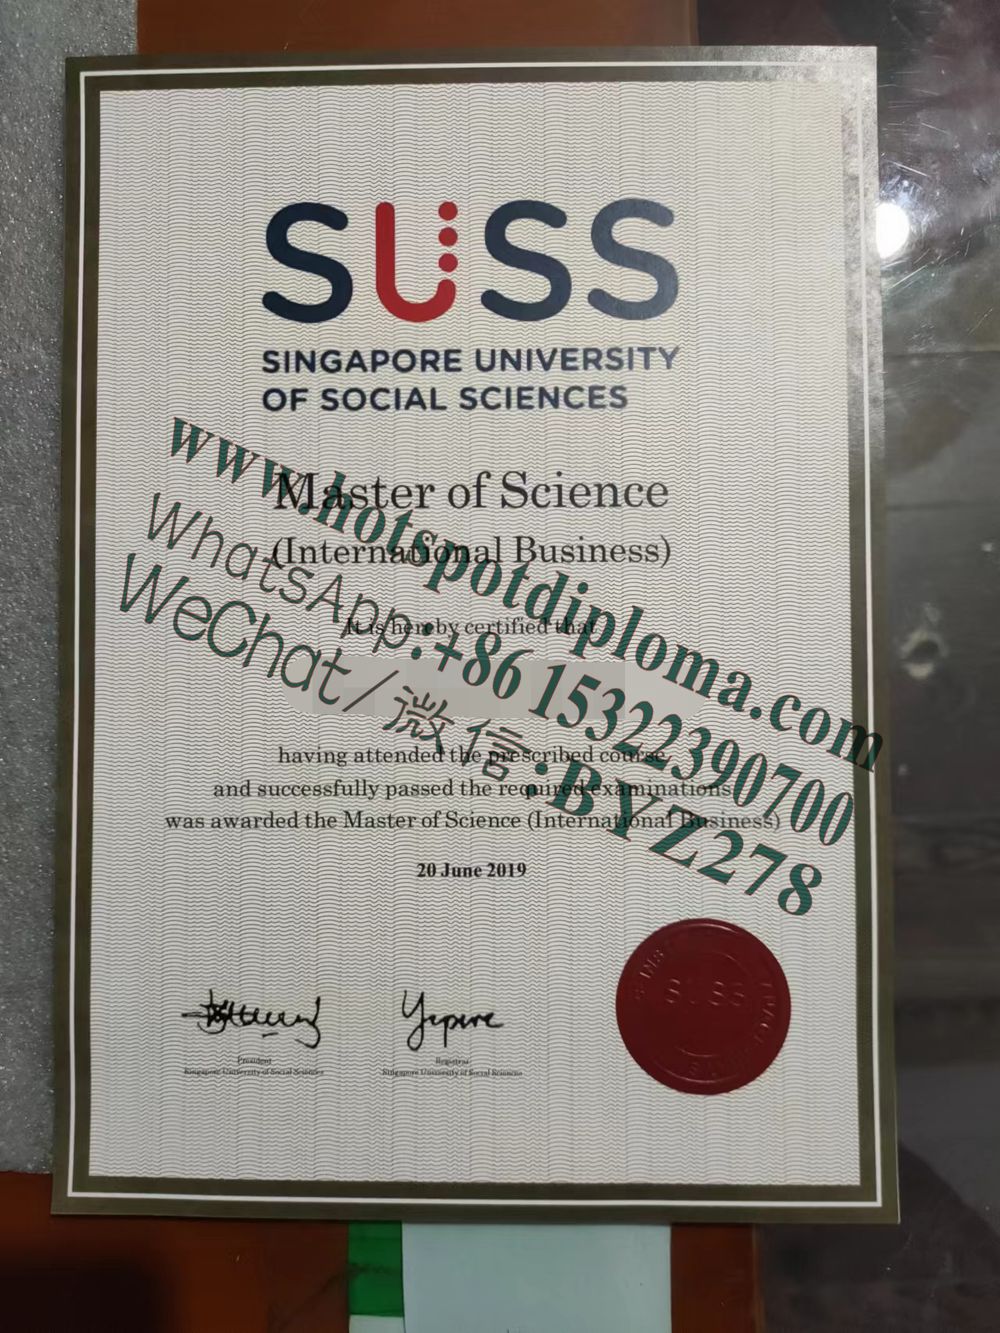 SUSS
SINGAPORE UNIVERSITY
OF SOCIAL SCIENCES
Master of Science
(International Business)
It is hereby certified that
having attended the prescribed course
and successfully passed the required examinations
was awarded the Master of Science (International Business)
20 June 2019
President
Singapore University of Social Sciences
Registrar
Singapore University of Social Sciences
SUSS
www.hotspotdiploma.com
WhatsApp:+86 15322390700
WeChat/微信:BYZ278